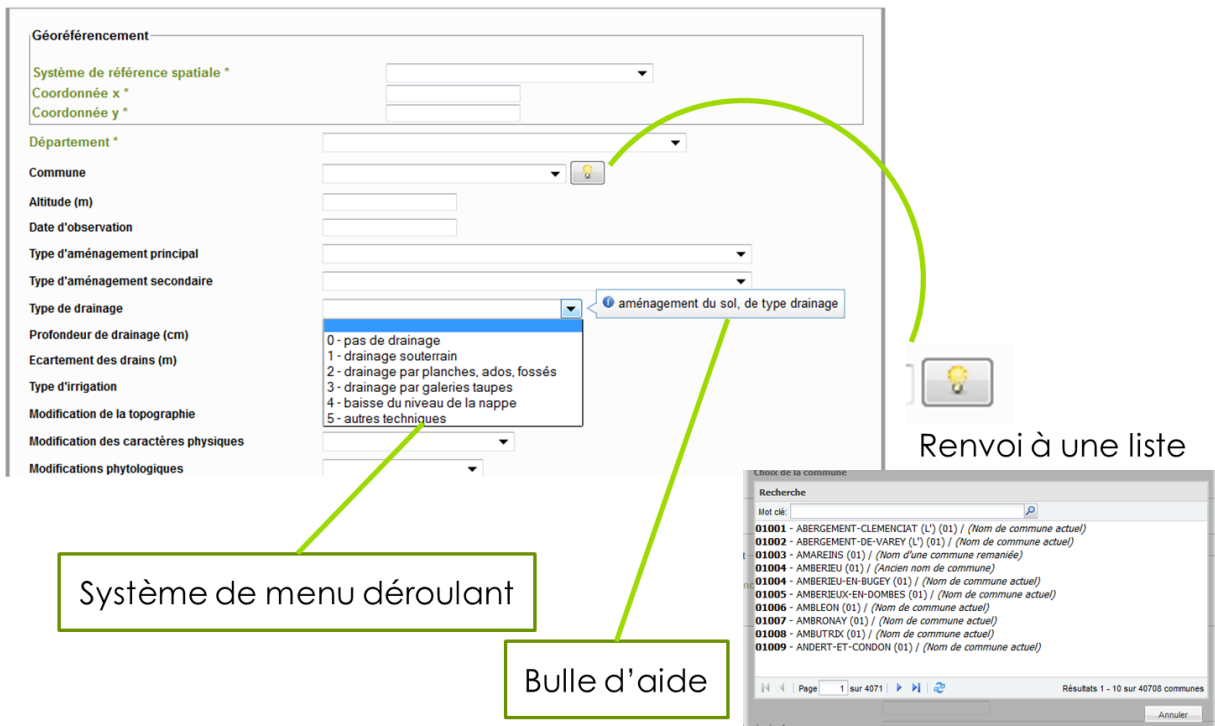 Géoréférencement
Système de référence spatiale *
Coordonnée x *
Coordonnée y *
Département *
Commune
Altitude (m)
Date d'observation
Type d'aménagement principal
Type d'aménagement secondaire
Type de drainage
aménagement du sol, de type drainage
Profondeur de drainage (cm)
Ecartement des drains (m)
Type d'irrigation
Modification de la topographie
Modification des caractères physiques
Modifications phytologiques
0 - pas de drainage
1 - drainage souterrain
2 - drainage par planches, ados, fossés
3 - drainage par galeries taupes
4 - baisse du niveau de la nappe
5 - autres techniques
Renvoi à une liste
Système de menu déroulant
Bulle d'aide
Choix de la commune
Recherche
Mot clé:
01001 - ABERGEMENT-CLEMENCIAT (L') (01) / (Nom de commune actuel)
01002 - ABERGEMENT-DE-VAREY (L') (01) / (Nom de commune actuel)
01003 - AMAREINS (01) / (Nom d'une commune remaniée)
01004 - AMBERIEU (01) / (Ancien nom de commune)
01004 - AMBERIEU-EN-BUGEY (01) / (Nom de commune actuel)
01005 - AMBERIEUX-EN-DOMBES (01) / (Nom de commune actuel)
01006 - AMBLEON (01) / (Nom de commune actuel)
01007 - AMBRONAY (01) / (Nom de commune actuel)
01008 - AMBUTRIX (01) / (Nom de commune actuel)
01009 - ANDERT-ET-CONDON (01) / (Nom de commune actuel)
Page 1 sur 4071 Résultats 1 - 10 sur 40708 communes
Annuler